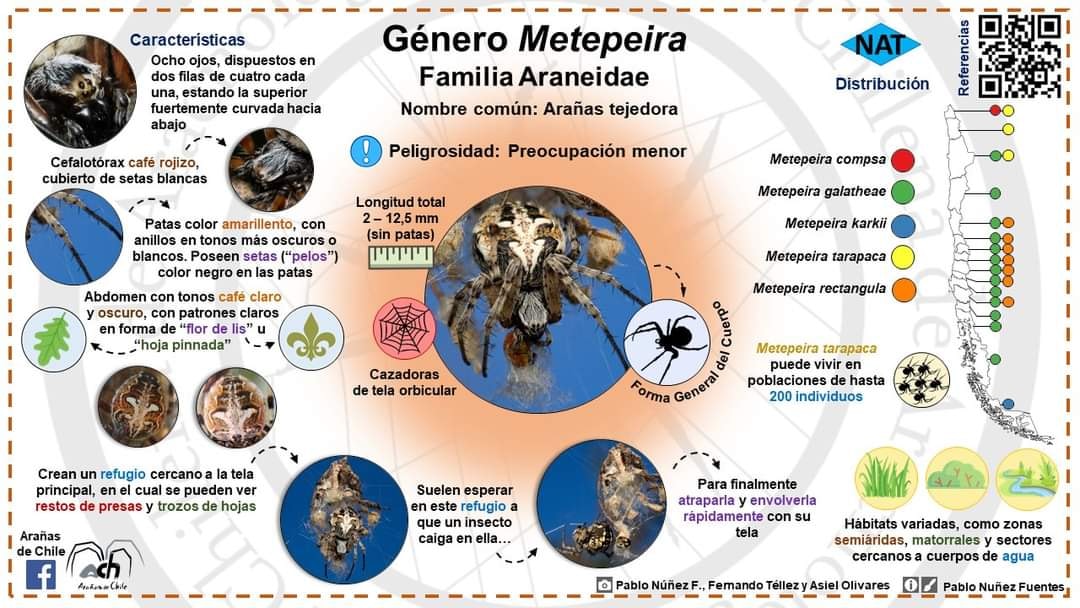 Género Metepeira
Familia Araneidae
Nombre común: Arañas tejedora
Peligrosidad: Preocupación menor
Características
Ocho ojos, dispuestos en
dos filas de cuatro cada
una, estando la superior
fuertemente curvada hacia
abajo
Cefalotórax café rojizo,
cubierto de setas blancas
Patas color amarillento, con
anillos en tonos más oscuros o
blancos. Poseen setas (“pelos”)
color negro en las patas
Abdomen con tonos café claro
y oscuro, con patrones claros
en forma de “flor de lis” u
“hoja pinnada”
Crean un refugio cercano a la tela
principal, en el cual se pueden ver
restos de presas y trozos de hojas
Longitud total
2 – 12,5 mm
(sin patas)
Cazadoras
de tela orbicular
Forma General del Cuerpo
Suelen esperar
en este refugio a
que un insecto
caiga en ella…
Para finalmente
atraparla y envolverla
rápidamente con su
tela
NAT
Distribución
Referencias
Metepeira compsa
Metepeira galatheae
Metepeira karkii
Metepeira tarapaca
Metepeira rectangula
Metepeira tarapaca
puede vivir en
poblaciones de hasta
200 individuos
Hábitats variadas, como zonas
semiáridas, matorrales y sectores
cercanos a cuerpos de agua
Arañas
de Chile
ach
Arañas de Chile
Pablo Núñez F., Fernando Téllez y Asiel Olivares
Pablo Nuñez Fuentes